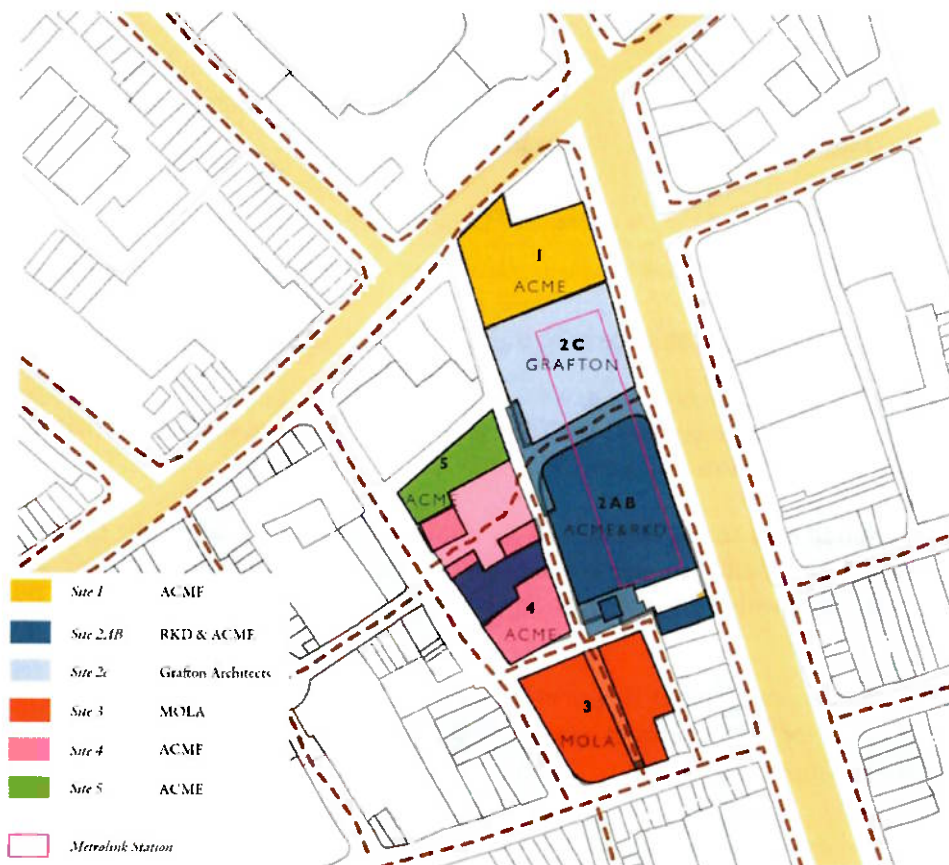 1
ACME
2C
GRAFTON
5
ACME
2AB
ACME&RKD
4
ACME
3
MOLA
Site 1 ACME
Site 2AB RKD & ACME
Site 2c Grafton Architects
Site 3 MOLA
Site 4 ACME
Site 5 ACME
Metrolink Station